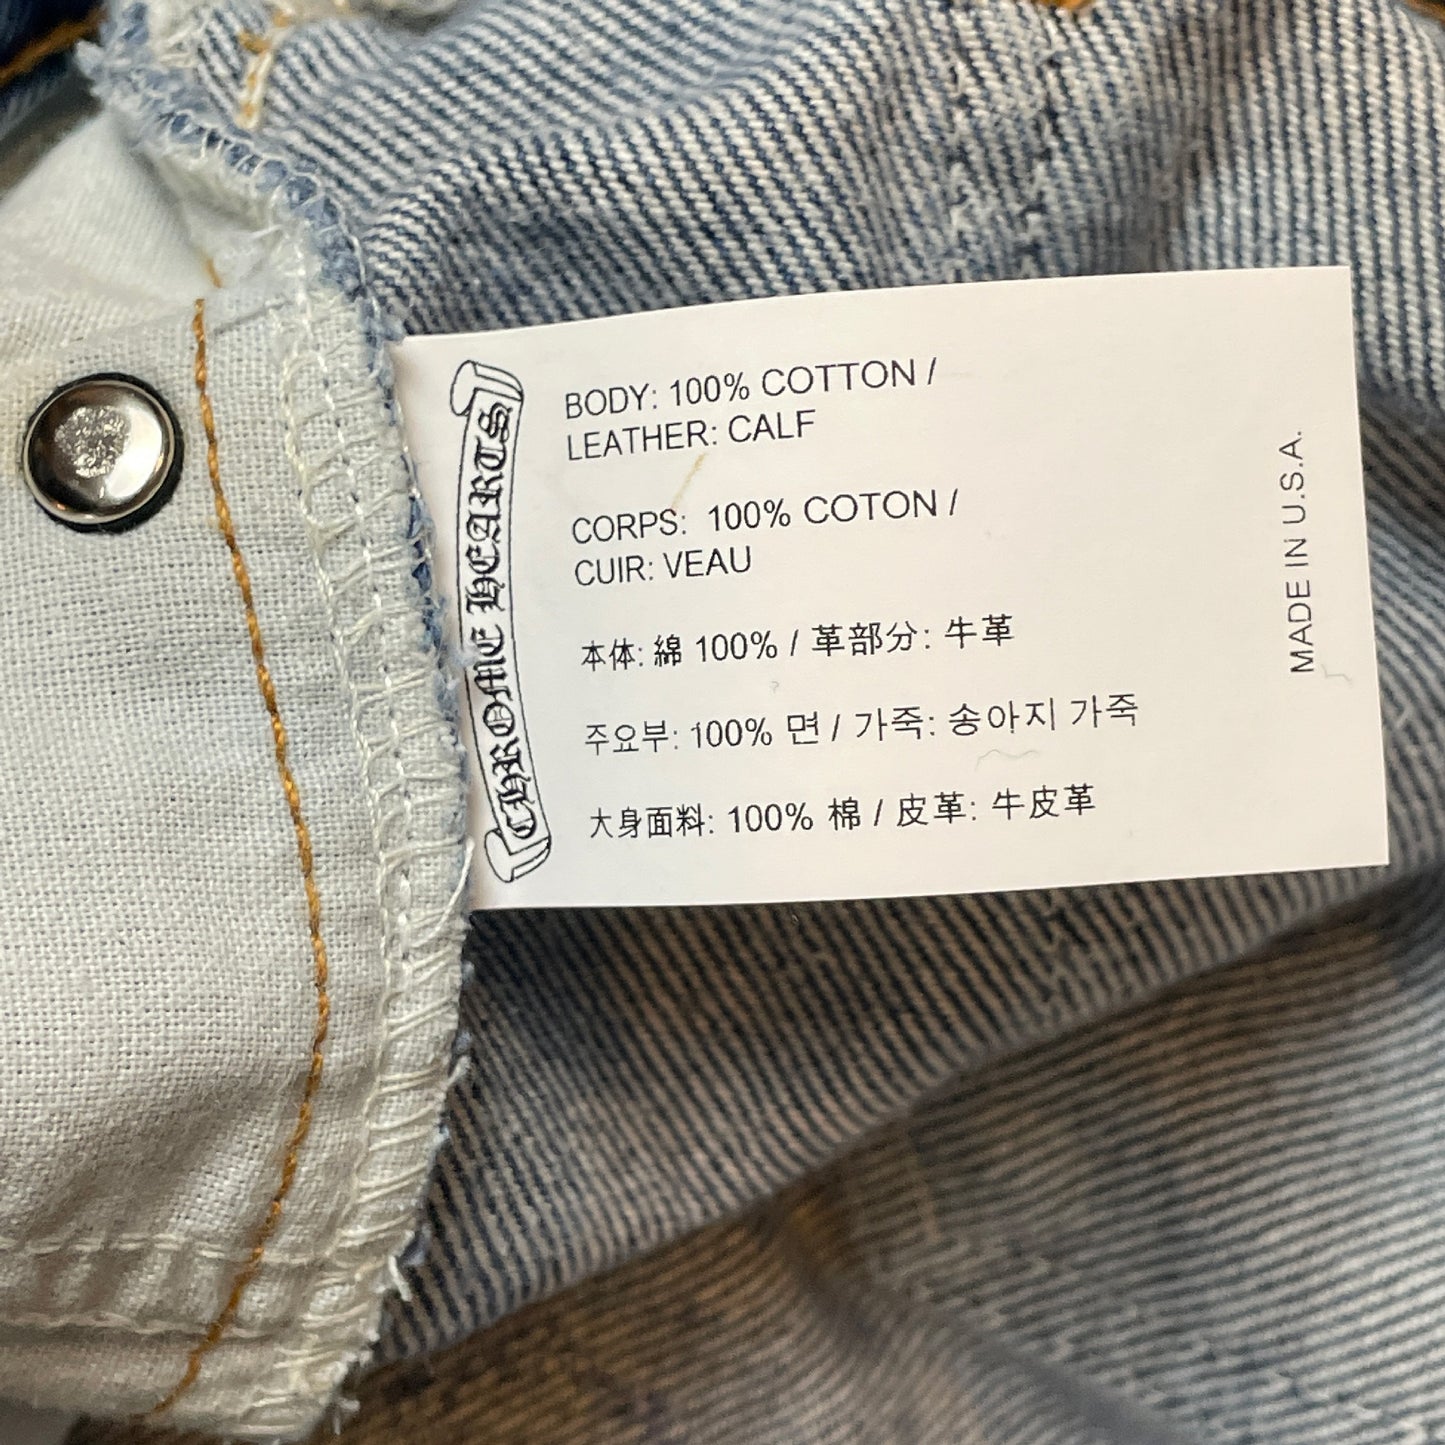 CHROME HEARTS
BODY: 100% COTTON /
LEATHER: CALF
CORPS: 100% COTON /
CUIR: VEAU
本体: 綿 100% / 革部分: 牛革
주요부: 100% 면 / 가죽: 송아지 가죽
大身面料: 100% 棉 / 皮革: 牛皮革
MADE IN U.S.A.